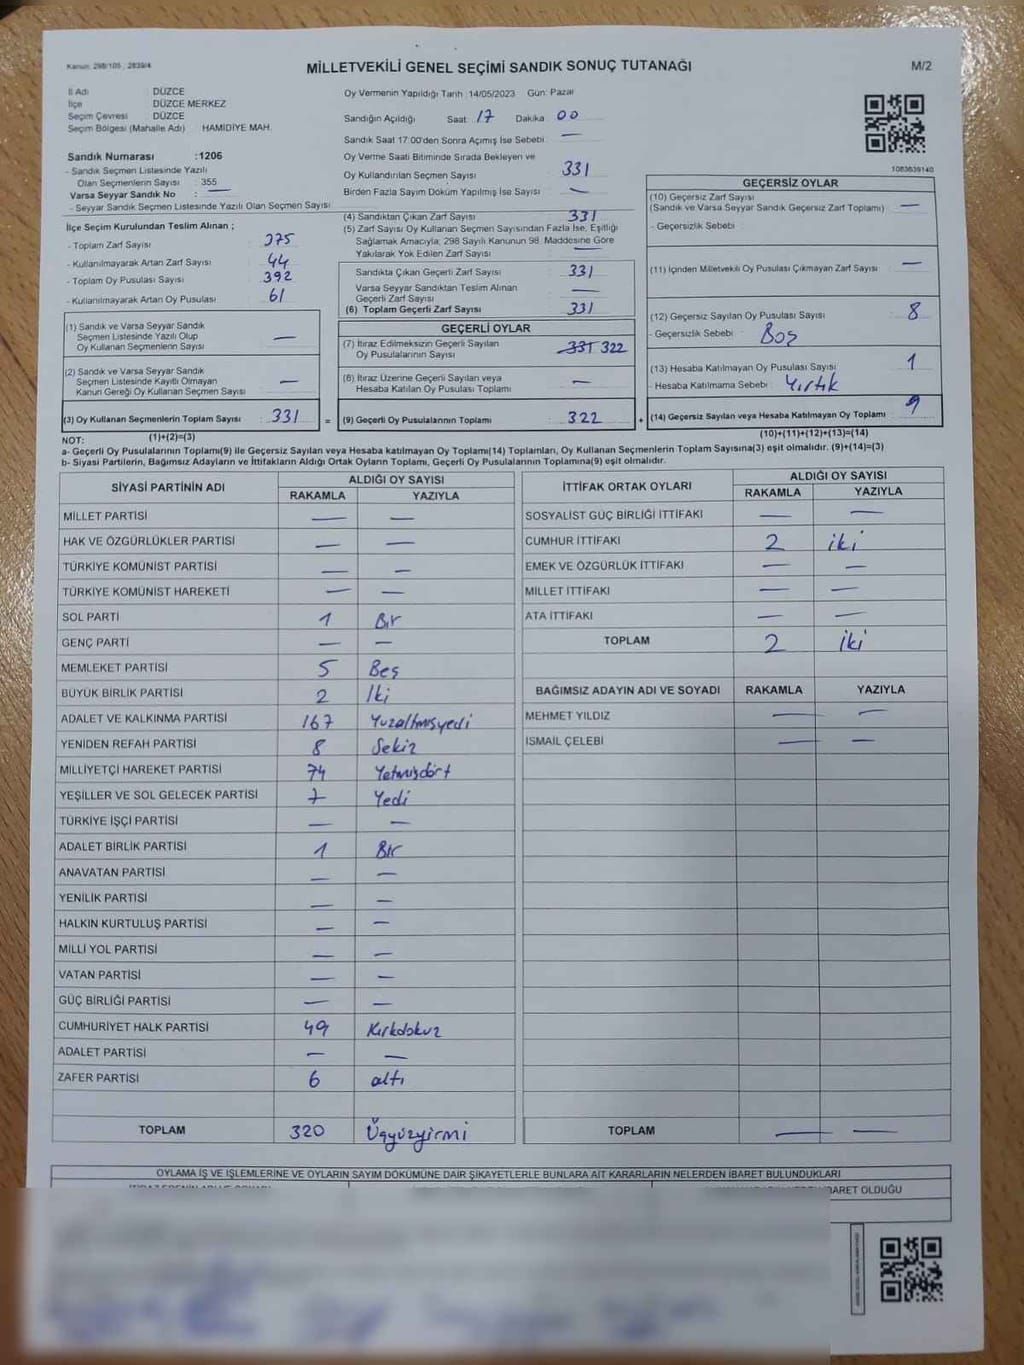 Kanun: 298/105 , 2839/4
MİLLETVEKİLİ GENEL SEÇİMİ SANDIK SONUÇ TUTANAĞI
M/2
İl Adı : DÜZCE
İlçe : DÜZCE MERKEZ
Seçim Çevresi : DÜZCE
Seçim Bölgesi (Mahalle Adı) HAMİDİYE MAH.
Sandık Numarası :1206
- Sandık Seçmen Listesinde Yazılı
Olan Seçmenlerin Sayısı : 355
Varsa Seyyar Sandık No : —
- Seyyar Sandık Seçmen Listesinde Yazılı Olan Seçmen Sayısı :
İlçe Seçim Kurulundan Teslim Alınan ;
- Toplam Zarf Sayısı : 375
- Kullanılmayarak Artan Zarf Sayısı : 44
- Toplam Oy Pusulası Sayısı : 392
- Kullanılmayarak Artan Oy Pusulası : 61
Oy Vermenin Yapıldığı Tarih :14/05/2023 Gün: Pazar
Sandığın Açıldığı Saat : 17 Dakika : 00
Sandık Saat 17:00'den Sonra Açımış İse Sebebi : —
Oy Verme Saati Bitiminde Sırada Bekleyen ve
Oy Kullandırılan Seçmen Sayısı : 331
Birden Fazla Sayım Döküm Yapılmış İse Sayısı : —
(4) Sandıktan Çıkan Zarf Sayısı : 331
(5) Zarf Sayısı Oy Kullanan Seçmen Sayısından Fazla İse, Eşitliği
Sağlamak Amacıyla, 298 Sayılı Kanunun 98. Maddesine Göre
Yakılarak Yok Edilen Zarf Sayısı : —
Sandıkta Çıkan Geçerli Zarf Sayısı : 331
Varsa Seyyar Sandıktan Teslim Alınan
Geçerli Zarf Sayısı : —
(6) Toplam Geçerli Zarf Sayısı : 331
1083639140
GEÇERSİZ OYLAR
(10) Geçersiz Zarf Sayısı
(Sandık ve Varsa Seyyar Sandık Geçersiz Zarf Toplamı) : —
- Geçersizlik Sebebi :
(11) İçinden Milletvekili Oy Pusulası Çıkmayan Zarf Sayısı : —
(12) Geçersiz Sayılan Oy Pusulası Sayısı : 8
- Geçersizlik Sebebi : Boş
(13) Hesaba Katılmayan Oy Pusulası Sayısı : 1
- Hesaba Katılmama Sebebi : Yırtık
(14) Geçersiz Sayılan veya Hesaba Katılmayan Oy Toplamı : 9
(10)+(11)+(12)+(13)=(14)
(1) Sandık ve Varsa Seyyar Sandık
Seçmen Listesinde Yazılı Olup
Oy Kullanan Seçmenlerin Sayısı : —
(2) Sandık ve Varsa Seyyar Sandık
Seçmen Listesinde Kayıtlı Olmayan
Kanun Gereği Oy Kullanan Seçmen Sayısı : —
(3) Oy Kullanan Seçmenlerin Toplam Sayısı : 331 =
(1)+(2)=(3)
GEÇERLİ OYLAR
(7) İtiraz Edilmeksizin Geçerli Sayılan
Oy Pusulalarının Sayısı : 331 322
(8) İtiraz Üzerine Geçerli Sayılan veya
Hesaba Katılan Oy Pusulası Toplamı : —
(9) Geçerli Oy Pusulalarının Toplamı : 322 +
NOT:
a- Geçerli Oy Pusulalarının Toplamı(9) ile Geçersiz Sayılan veya Hesaba katılmayan Oy Toplamı(14) Toplamları, Oy Kullanan Seçmenlerin Toplam Sayısına(3) eşit olmalıdır. (9)+(14)=(3)
b- Siyasi Partilerin, Bağımsız Adayların ve İttifakların Aldığı Ortak Oyların Toplamı, Geçerli Oy Pusulalarının Toplamına(9) eşit olmalıdır.
SİYASİ PARTİNİN ADI
ALDIĞI OY SAYISI
RAKAMLA YAZIYLA
MİLLET PARTİSİ — —
HAK VE ÖZGÜRLÜKLER PARTİSİ — —
TÜRKİYE KOMÜNİST PARTİSİ — —
TÜRKİYE KOMÜNİST HAREKETİ — —
SOL PARTİ 1 Bir
GENÇ PARTİ — —
MEMLEKET PARTİSİ 5 Beş
BÜYÜK BİRLİK PARTİSİ 2 İki
ADALET VE KALKINMA PARTİSİ 167 Yüzaltmışyedi
YENİDEN REFAH PARTİSİ 8 Sekiz
MİLLİYETÇİ HAREKET PARTİSİ 74 Yetmişdört
YEŞİLLER VE SOL GELECEK PARTİSİ 7 Yedi
TÜRKİYE İŞÇİ PARTİSİ — —
ADALET BİRLİK PARTİSİ 1 Bir
ANAVATAN PARTİSİ — —
YENİLİK PARTİSİ — —
HALKIN KURTULUŞ PARTİSİ — —
MİLLİ YOL PARTİSİ — —
VATAN PARTİSİ — —
GÜÇ BİRLİĞİ PARTİSİ — —
CUMHURİYET HALK PARTİSİ 49 Kırkdokuz
ADALET PARTİSİ — —
ZAFER PARTİSİ 6 altı
TOPLAM 320 Üçyüzyirmi
İTTİFAK ORTAK OYLARI
ALDIĞI OY SAYISI
RAKAMLA YAZIYLA
SOSYALİST GÜÇ BİRLİĞİ İTTİFAKI — —
CUMHUR İTTİFAKI 2 iki
EMEK VE ÖZGÜRLÜK İTTİFAKI — —
MİLLET İTTİFAKI — —
ATA İTTİFAKI — —
TOPLAM 2 iki
BAĞIMSIZ ADAYIN ADI VE SOYADI RAKAMLA YAZIYLA
MEHMET YILDIZ — —
İSMAİL ÇELEBİ — —
TOPLAM — —
OYLAMA İŞ VE İŞLEMLERİNE VE OYLARIN SAYIM DÖKÜMÜNE DAİR ŞİKAYETLERLE BUNLARA AİT KARARLARIN NELERDEN İBARET BULUNDUKLARI
İBARET OLDUĞU